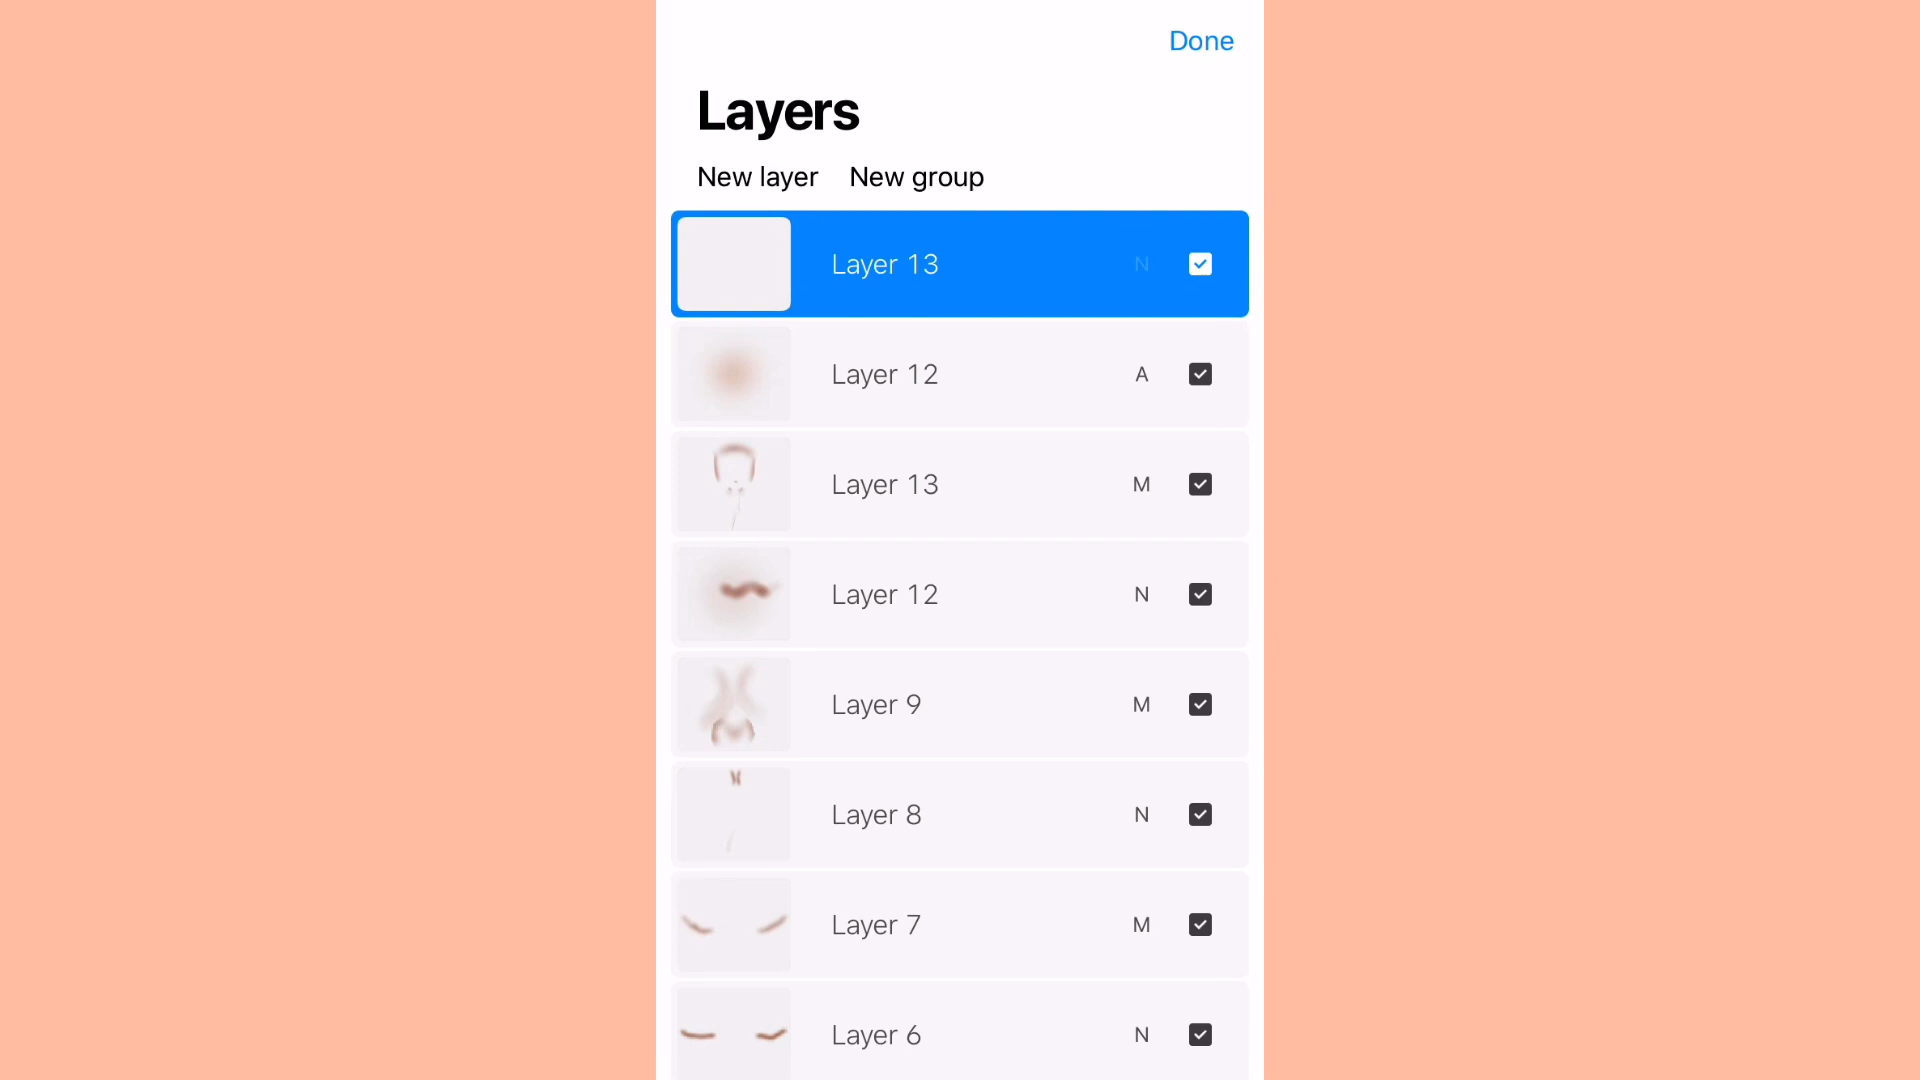 Done
Layers
New layer New group
Layer 13 N
Layer 12 A
Layer 13 M
Layer 12 N
Layer 9 M
Layer 8 N
Layer 7 M
Layer 6 N